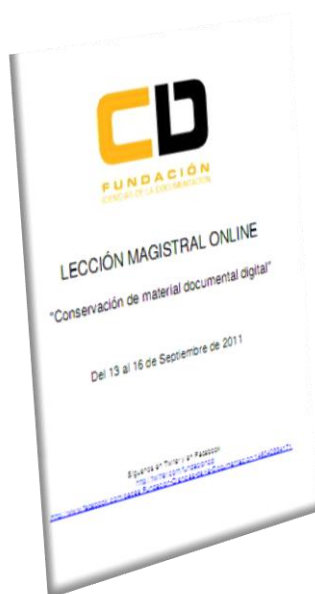 CD
FUNDACIÓN
CIENCIAS DE LA DOCUMENTACIÓN
LECCIÓN MAGISTRAL ONLINE
"Conservación de material documental digital"
Del 13 al 16 de Septiembre de 2011
Síguenos en Twitter y en Facebook